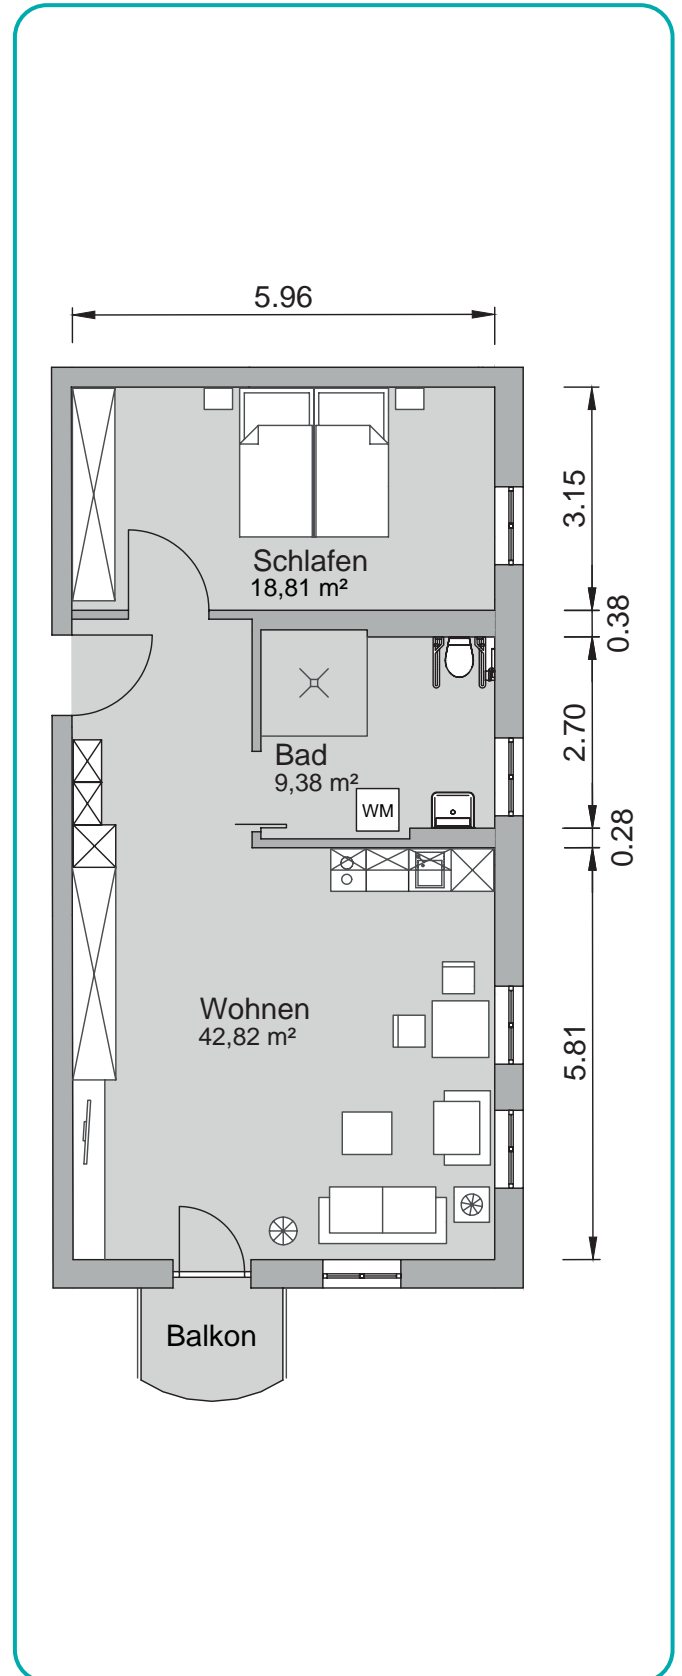 5.96
3.15
Schlafen
18,81 m²
0.38
2.70
Bad
9,38 m²
WM
0.28
Wohnen
42,82 m²
5.81
Balkon